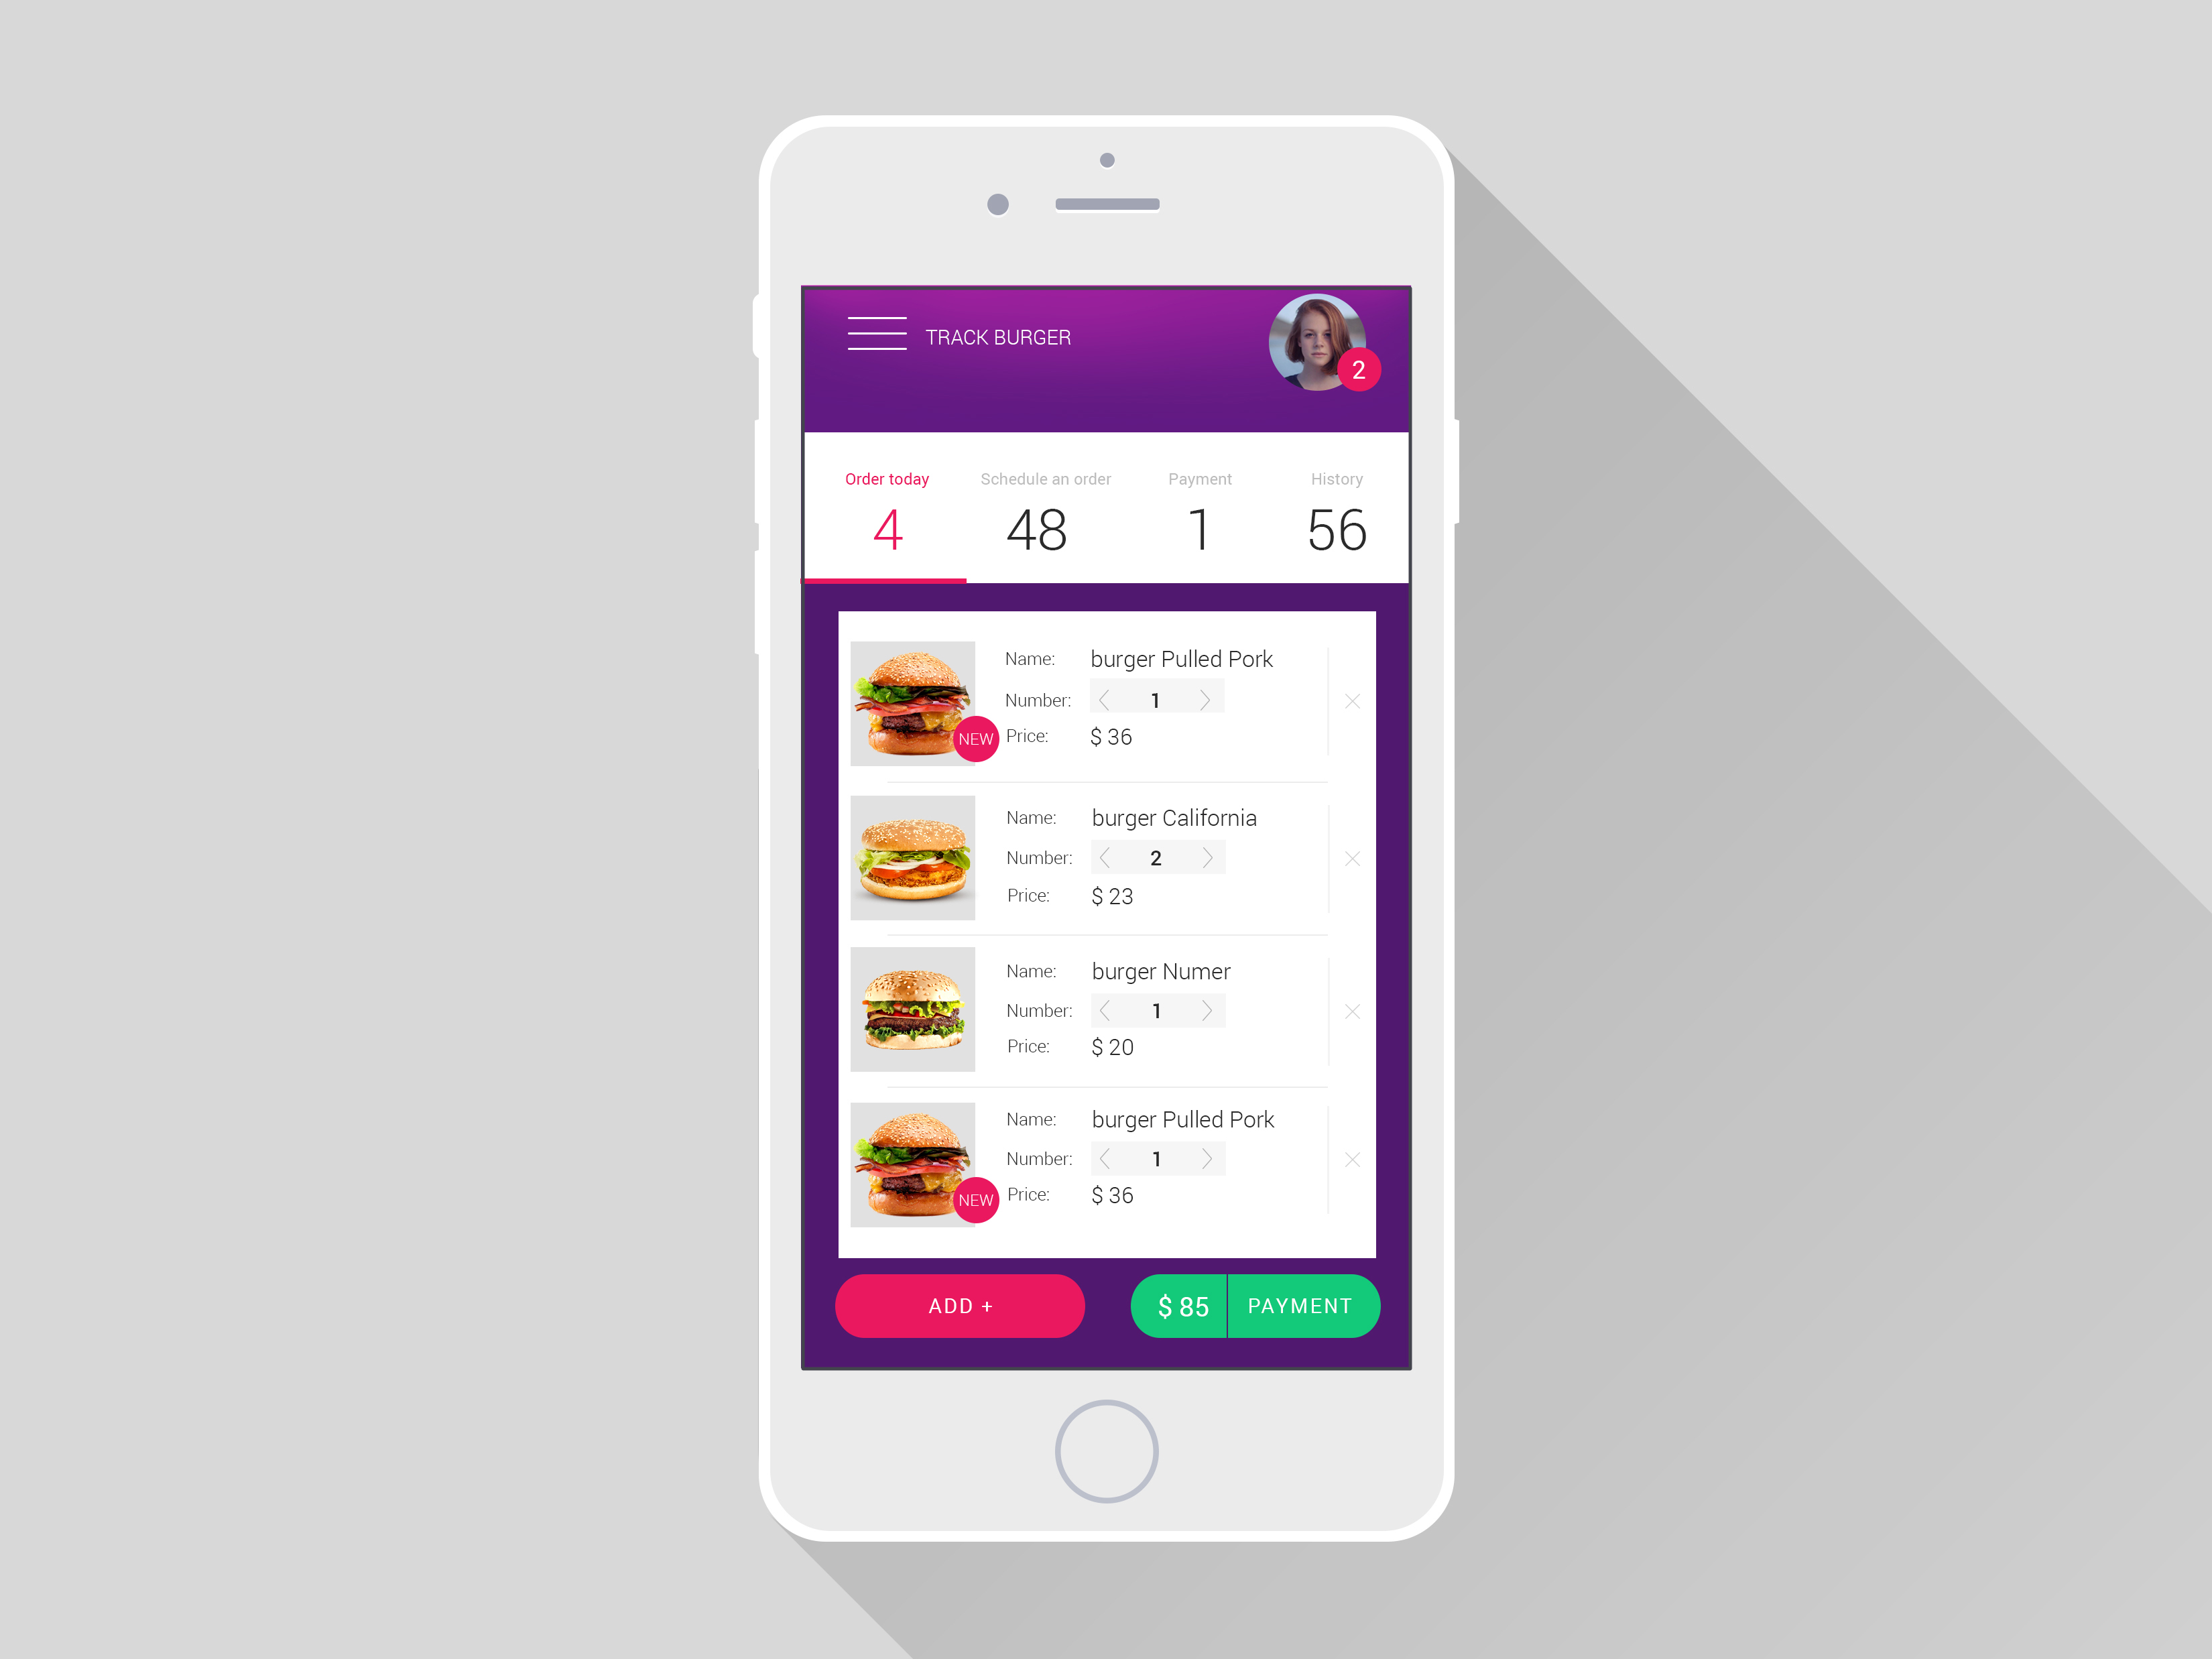 TRACK BURGER
2
Order today
Schedule an order
Payment
History
4
48
1
56
Name: burger Pulled Pork
Number: 1
NEW
Price: $ 36
Name: burger California
Number: 2
Price: $ 23
Name: burger Numer
Number: 1
Price: $ 20
Name: burger Pulled Pork
Number: 1
NEW
Price: $ 36
ADD +
$ 85
PAYMENT